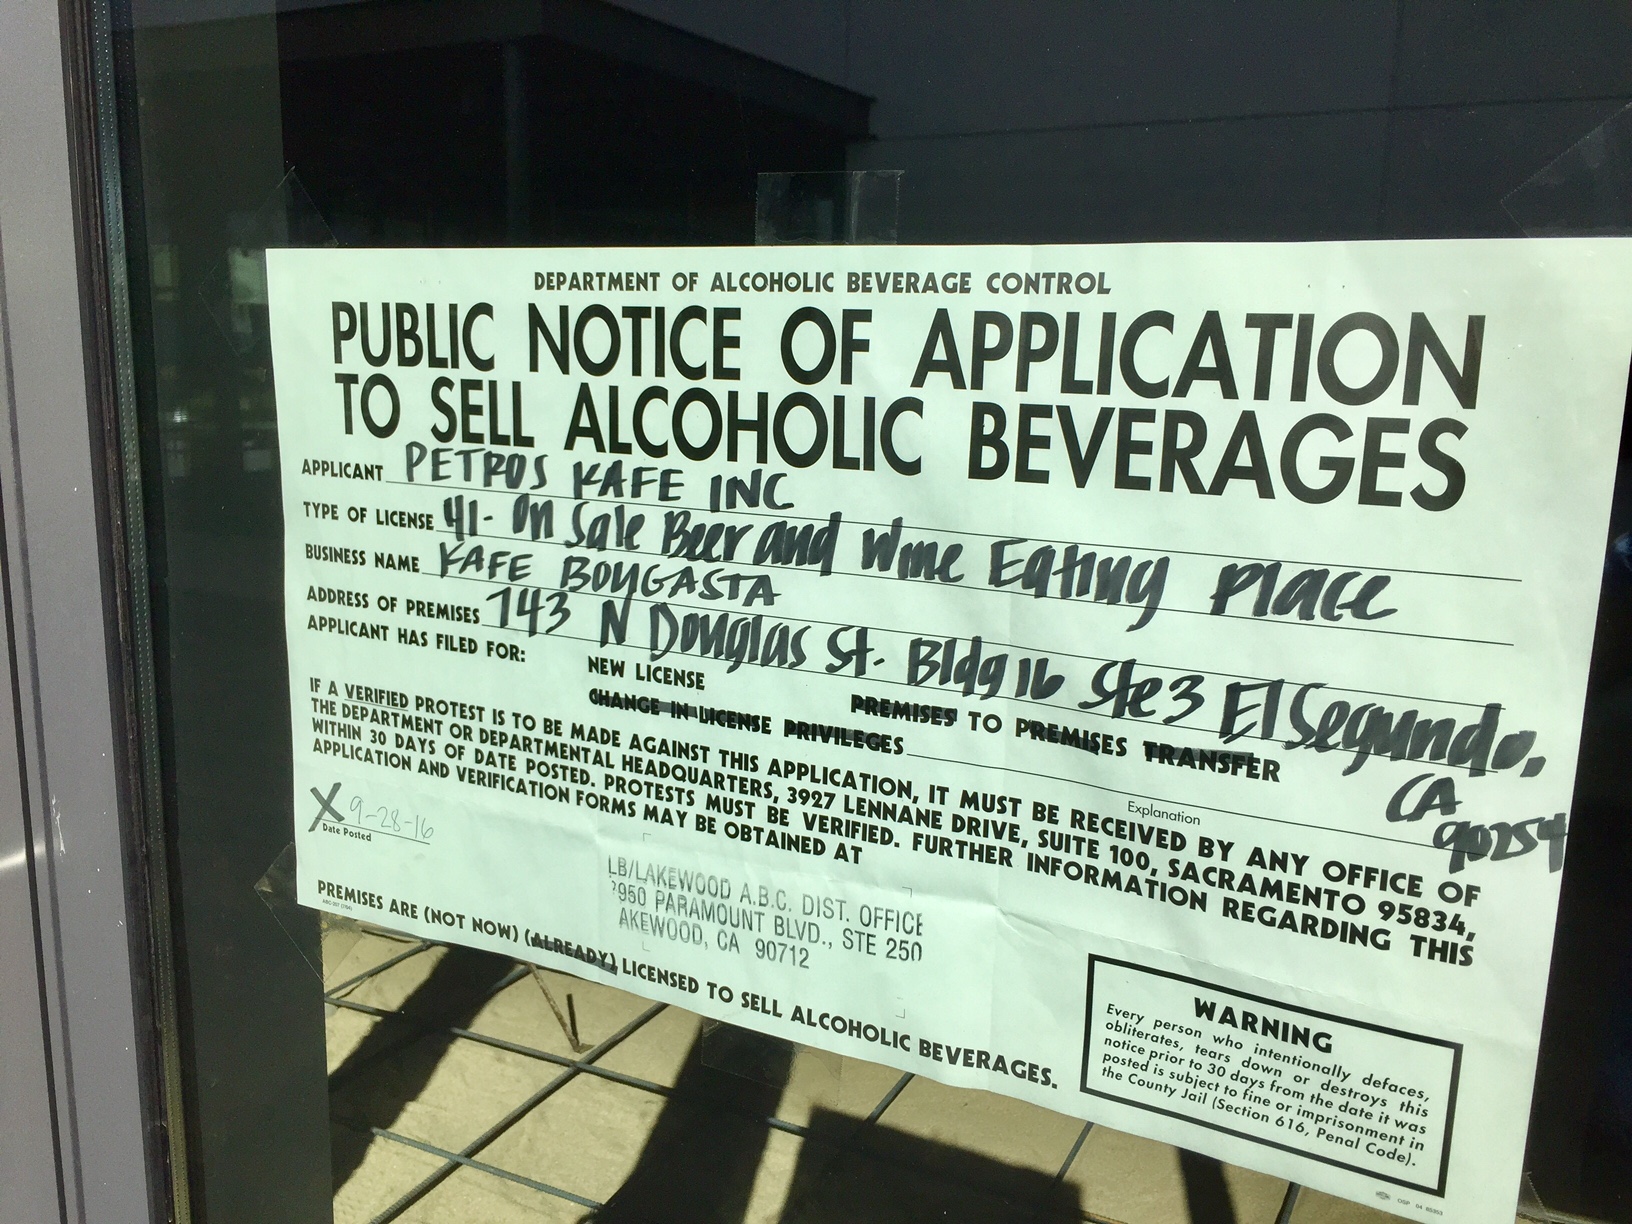 DEPARTMENT OF ALCOHOLIC BEVERAGE CONTROL
PUBLIC NOTICE OF APPLICATION
TO SELL ALCOHOLIC BEVERAGES
APPLICANT PETROS KAFE INC
TYPE OF LICENSE 41- On Sale Beer and Wine Eating Place
BUSINESS NAME KAFE BOUGASTA
ADDRESS OF PREMISES 743 N Douglas St. Bldg 16 Ste 3 El Segundo,
CA
90254
APPLICANT HAS FILED FOR:
NEW LICENSE
PREMISES TO PREMISES TRANSFER
CHANGE IN LICENSE PRIVILEGES
Explanation
IF A VERIFIED PROTEST IS TO BE MADE AGAINST THIS APPLICATION, IT MUST BE RECEIVED BY ANY OFFICE OF
THE DEPARTMENT OR DEPARTMENTAL HEADQUARTERS, 3927 LENNANE DRIVE, SUITE 100, SACRAMENTO 95834,
WITHIN 30 DAYS OF DATE POSTED. PROTESTS MUST BE VERIFIED. FURTHER INFORMATION REGARDING THIS
APPLICATION AND VERIFICATION FORMS MAY BE OBTAINED AT
X 9-28-16
Date Posted
LB/LAKEWOOD A.B.C. DIST. OFFICE
950 PARAMOUNT BLVD., STE 250
AKEWOOD, CA 90712
PREMISES ARE (NOT NOW) (ALREADY) LICENSED TO SELL ALCOHOLIC BEVERAGES.
WARNING
Every person who intentionally defaces,
obliterates, tears down or destroys this
notice prior to 30 days from the date it was
posted is subject to fine or imprisonment in
the County Jail (Section 616, Penal Code).